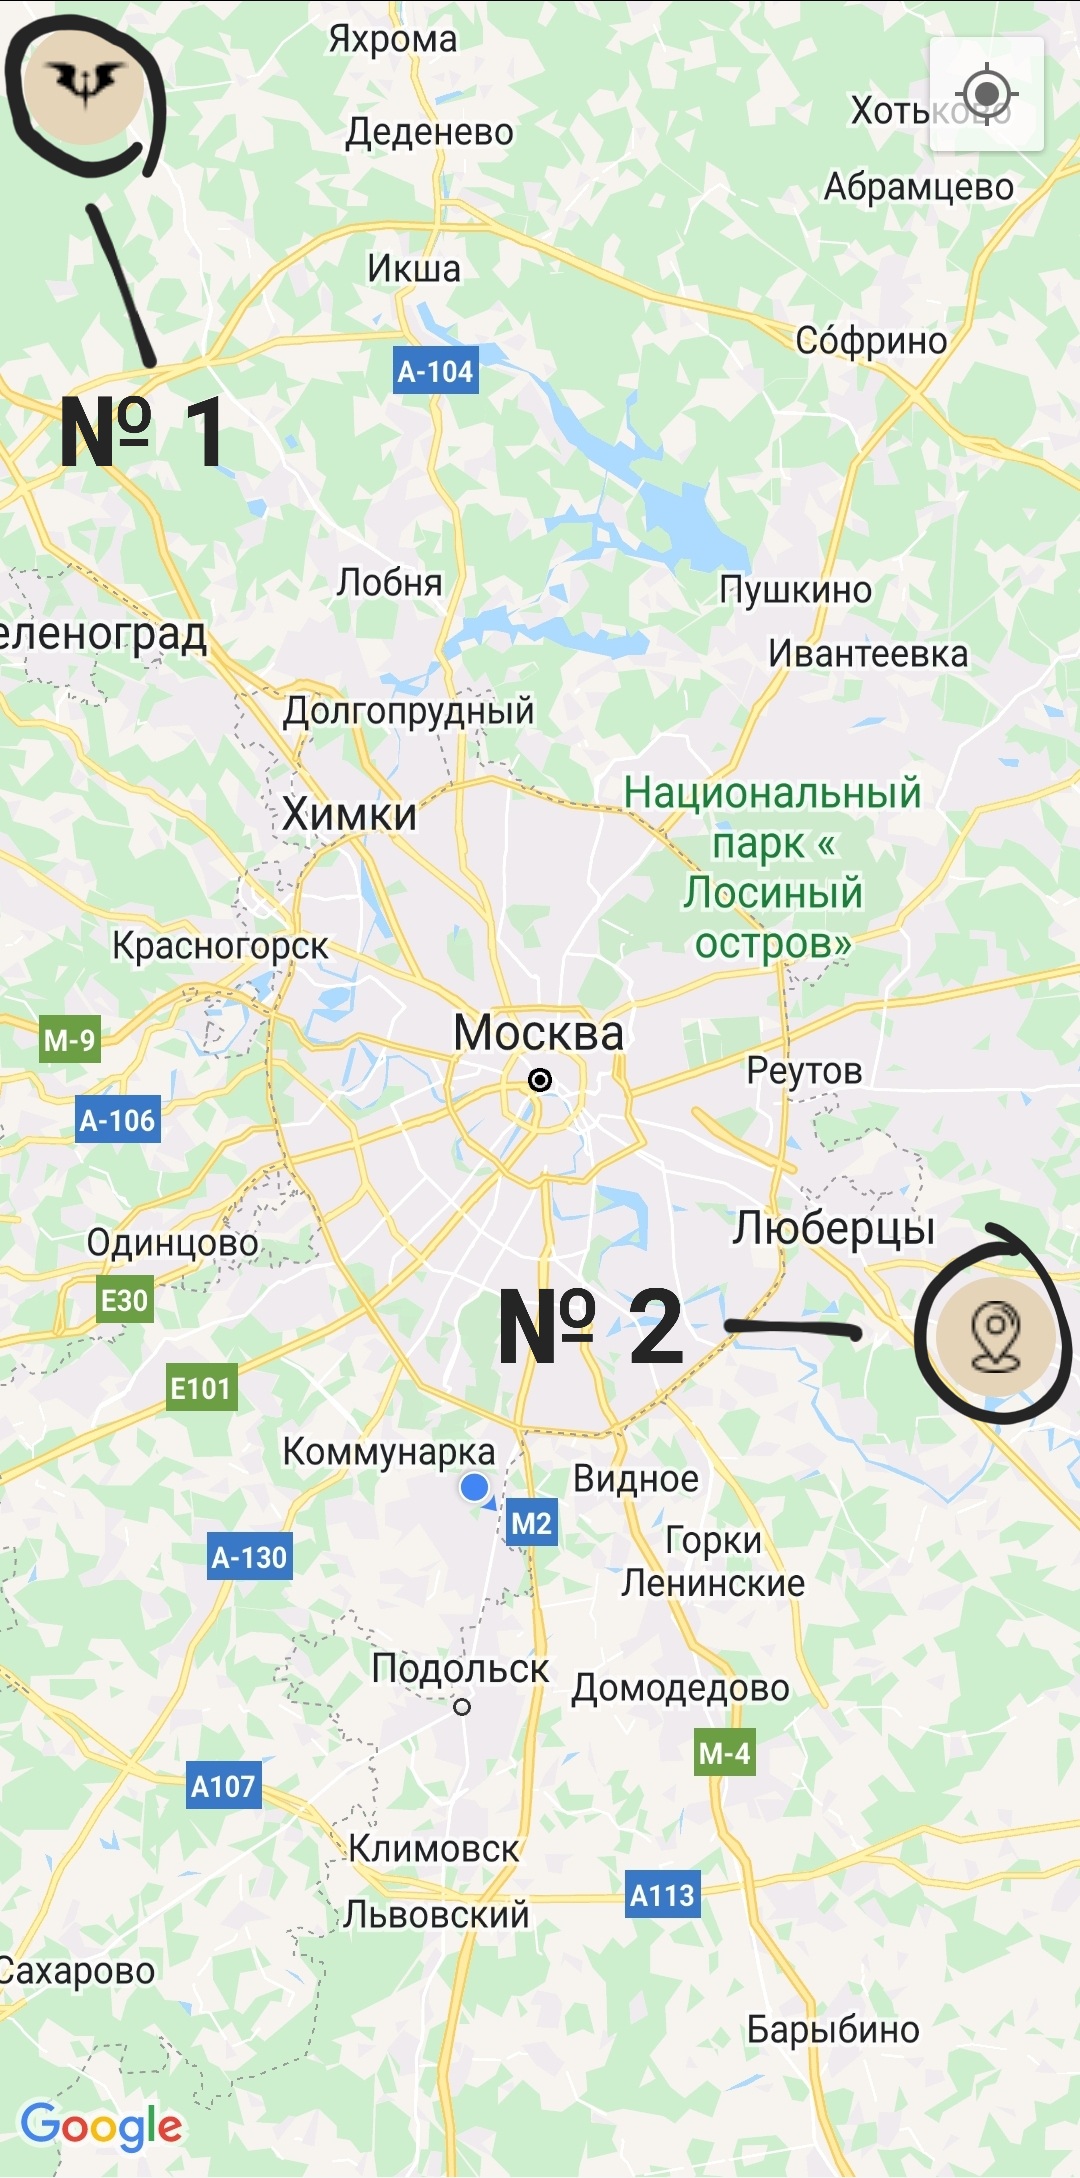 Яхрома
Хотьково
Деденево
Абрамцево
Икша
Со́фрино
А-104
№ 1
Лобня
Пушкино
еленоград
Ивантеевка
Долгопрудный
Химки
Национальный
парк «
Лосиный
остров»
Красногорск
Москва
М-9
Реутов
А-106
Люберцы
Одинцово
Е30
№ 2
Е101
Коммунарка
Видное
М2
Горки
Ленинские
А-130
Подольск
Домодедово
М-4
А107
Климовск
А113
Львовский
Сахарово
Барыбино
Google